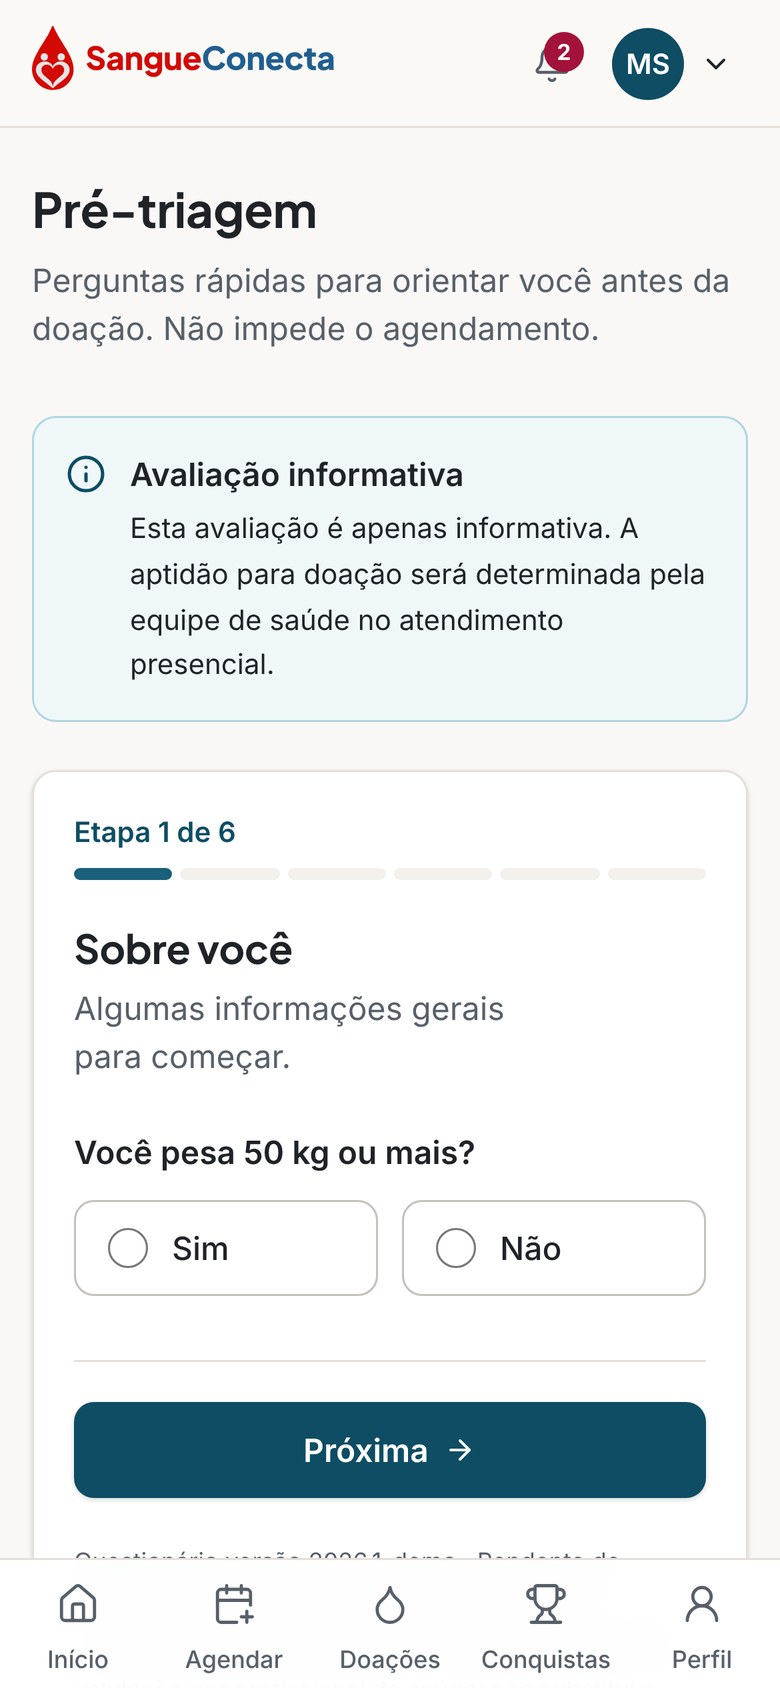 SangueConecta
2
MS
Pré-triagem
Perguntas rápidas para orientar você antes da
doação. Não impede o agendamento.
Avaliação informativa
Esta avaliação é apenas informativa. A
aptidão para doação será determinada pela
equipe de saúde no atendimento
presencial.
Etapa 1 de 6
Sobre você
Algumas informações gerais
para começar.
Você pesa 50 kg ou mais?
Sim
Não
Próxima
Início
Agendar
Doações
Conquistas
Perfil